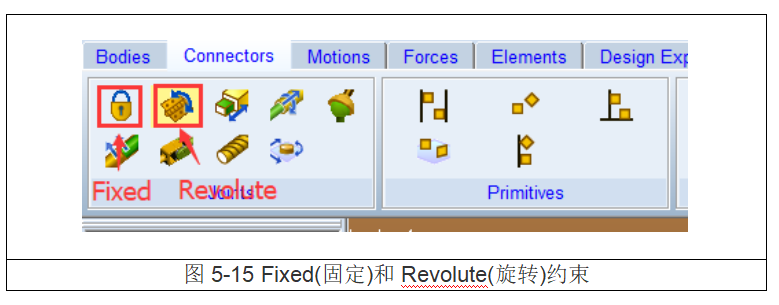 Bodies Connectors Motions Forces Elements Design Exp
Fixed Revolute
Joints Primitives
图 5-15 Fixed(固定)和 Revolute(旋转)约束